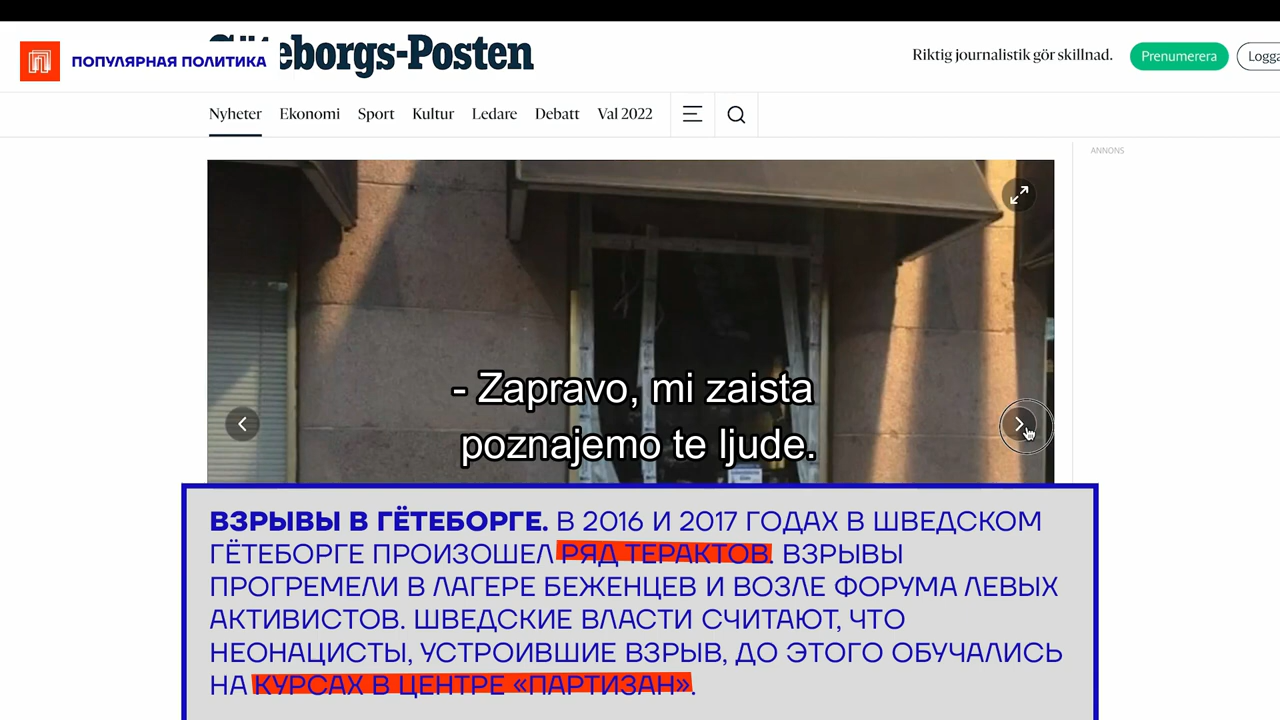 ПОПУЛЯРНАЯ ПОЛИТИКА
Göteborgs-Posten
Riktig journalistik gör skillnad.
Prenumerera
Logga
Nyheter Ekonomi Sport Kultur Ledare Debatt Val 2022
ANNONS
- Zapravo, mi zaista
poznajemo te ljude.
ВЗРЫВЫ В ГЁТЕБОРГЕ. В 2016 И 2017 ГОДАХ В ШВЕДСКОМ
ГЁТЕБОРГЕ ПРОИЗОШЕЛ РЯД ТЕРАКТОВ. ВЗРЫВЫ
ПРОГРЕМЕЛИ В ЛАГЕРЕ БЕЖЕНЦЕВ И ВОЗЛЕ ФОРУМА ЛЕВЫХ
АКТИВИСТОВ. ШВЕДСКИЕ ВЛАСТИ СЧИТАЮТ, ЧТО
НЕОНАЦИСТЫ, УСТРОИВШИЕ ВЗРЫВ, ДО ЭТОГО ОБУЧАЛИСЬ
НА КУРСАХ В ЦЕНТРЕ «ПАРТИЗАН».